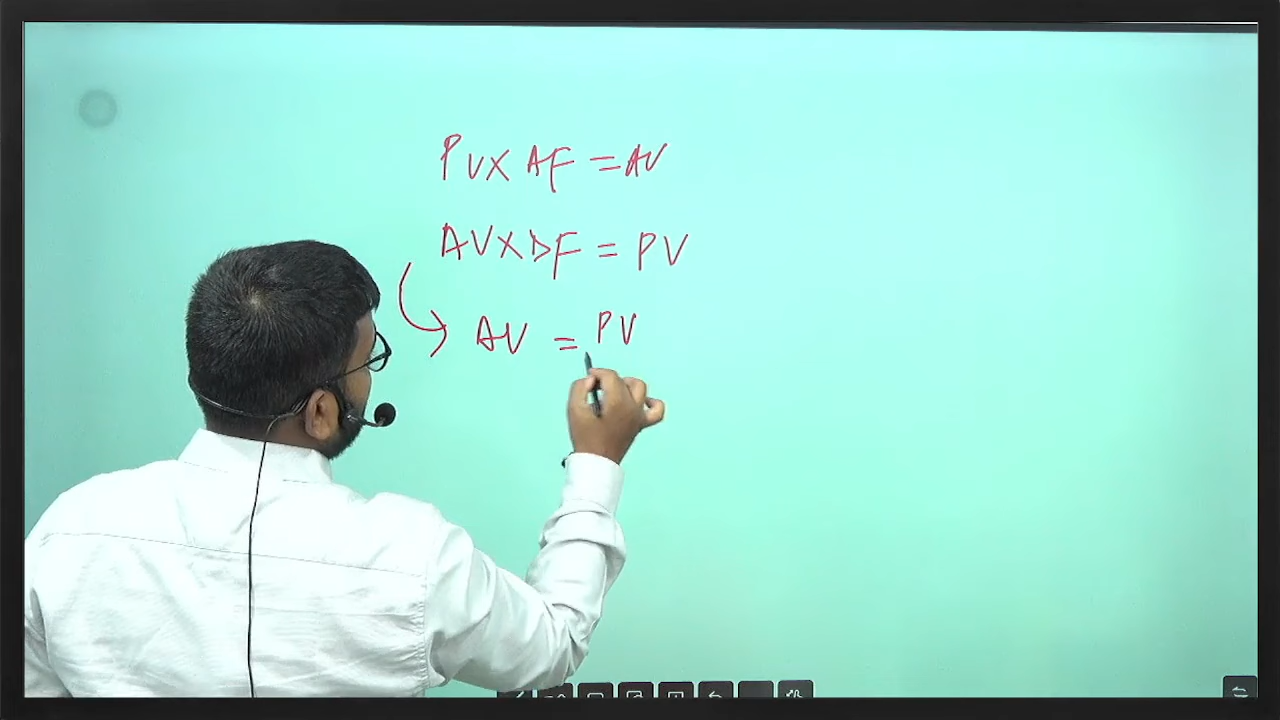 PV X AF = AV
AV X DF = PV
AV = PV